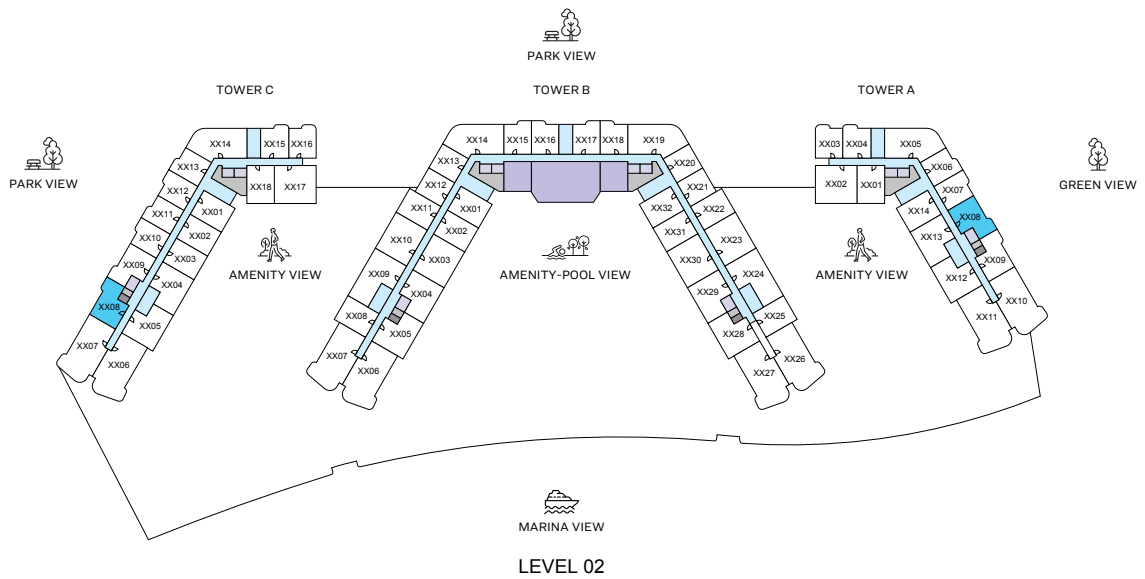 PARK VIEW
TOWER C
TOWER B
TOWER A
PARK VIEW
GREEN VIEW
XX14
XX15
XX16
XX13
XX12
XX11
XX10
XX09
XX08
XX07
XX18
XX17
XX01
XX02
XX03
XX04
XX05
XX06
AMENITY VIEW
XX14
XX15
XX16
XX17
XX18
XX19
XX13
XX12
XX11
XX10
XX09
XX08
XX07
XX01
XX02
XX03
XX04
XX05
XX06
AMENITY-POOL VIEW
XX20
XX21
XX22
XX23
XX24
XX25
XX26
XX32
XX31
XX30
XX29
XX28
XX27
AMENITY VIEW
XX03
XX04
XX05
XX02
XX01
XX06
XX07
XX08
XX09
XX10
XX14
XX13
XX12
XX11
MARINA VIEW
LEVEL 02